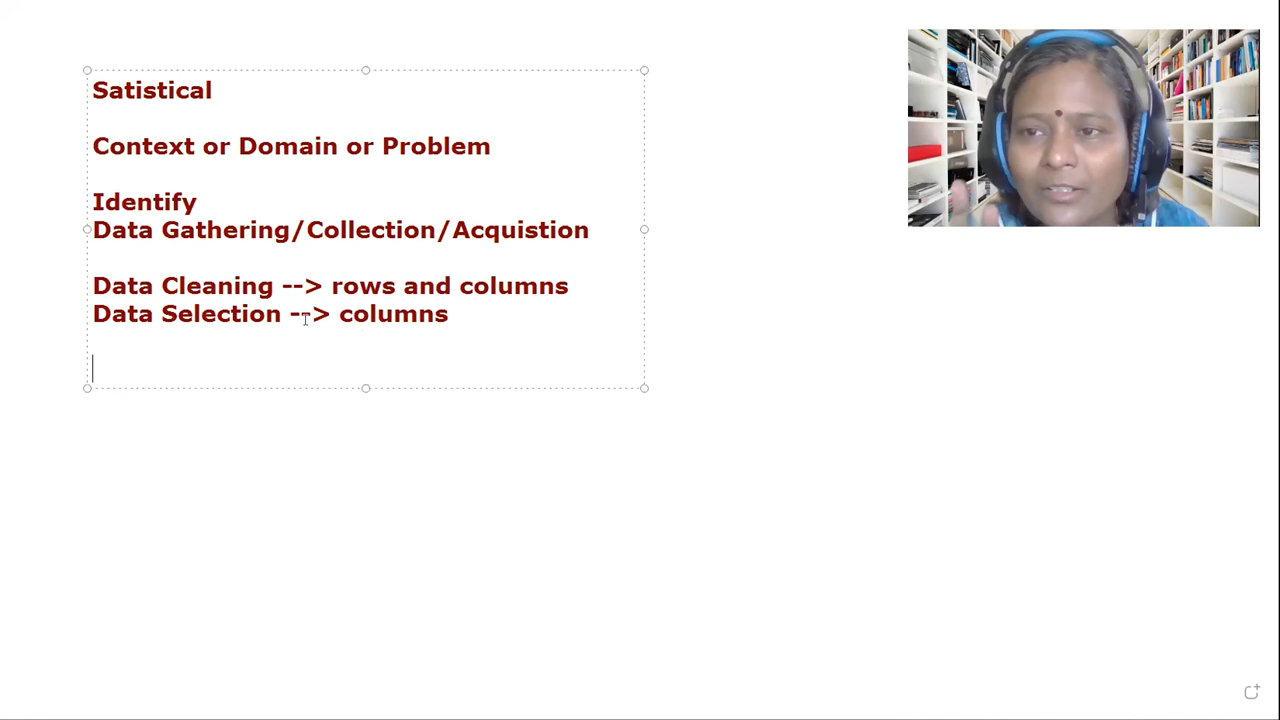 Satistical
Context or Domain or Problem
Identify
Data Gathering/Collection/Acquistion
Data Cleaning --> rows and columns
Data Selection --> columns